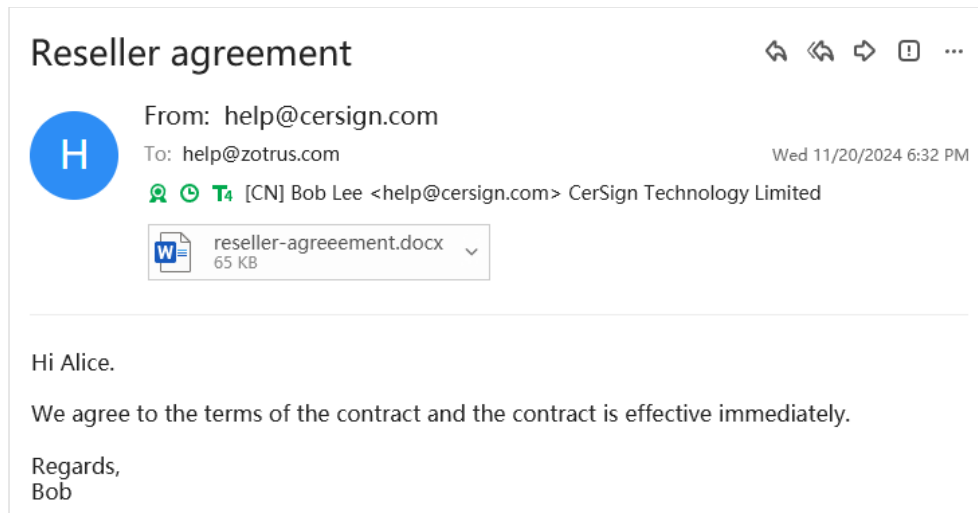 Reseller agreement
From: help@cersign.com
H
To: help@zotrus.com
Wed 11/20/2024 6:32 PM
T4 [CN] Bob Lee <help@cersign.com> CerSign Technology Limited
W
reseller-agreeement.docx
65 KB
Hi Alice.
We agree to the terms of the contract and the contract is effective immediately.
Regards,
Bob